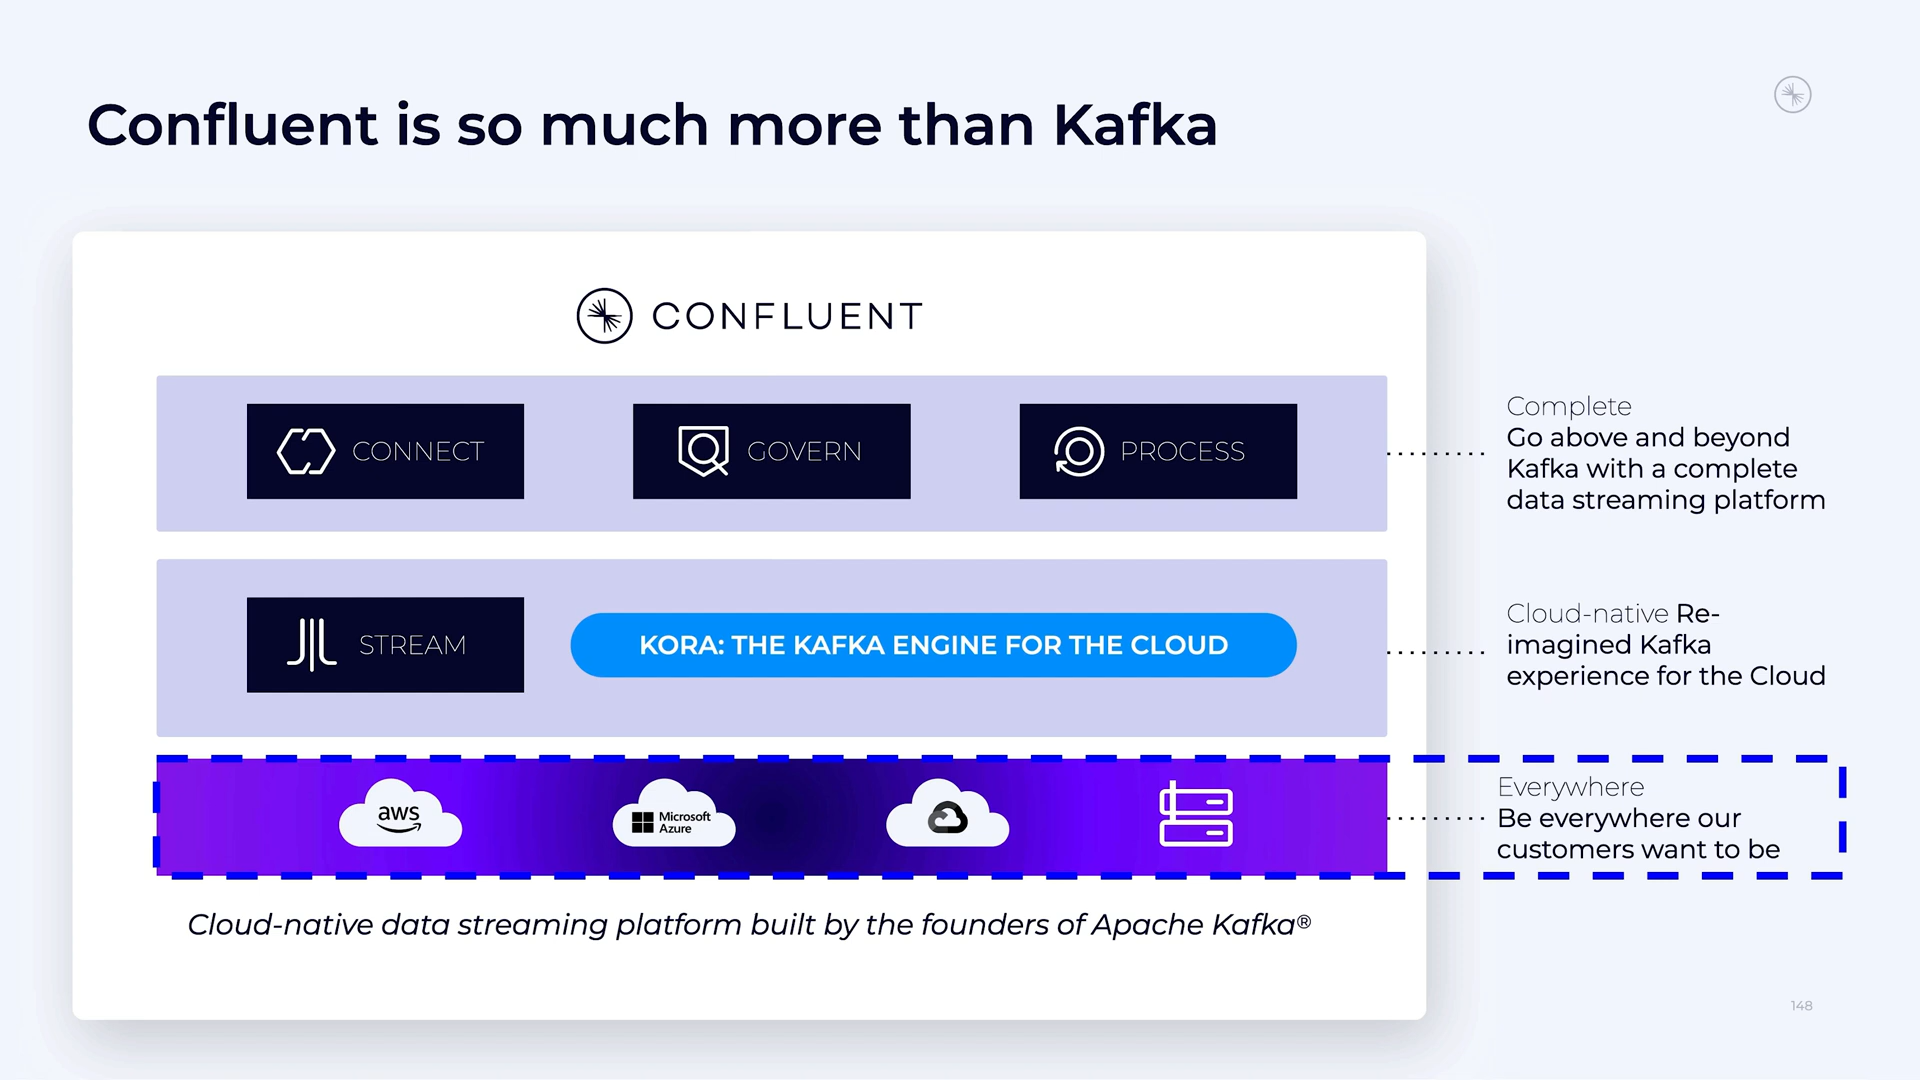 Confluent is so much more than Kafka
CONFLUENT
CONNECT
GOVERN
PROCESS
Complete
Go above and beyond
Kafka with a complete
data streaming platform
STREAM
KORA: THE KAFKA ENGINE FOR THE CLOUD
Cloud-native Re-
imagined Kafka
experience for the Cloud
aws
Microsoft
Azure
Everywhere
Be everywhere our
customers want to be
Cloud-native data streaming platform built by the founders of Apache Kafka®
148